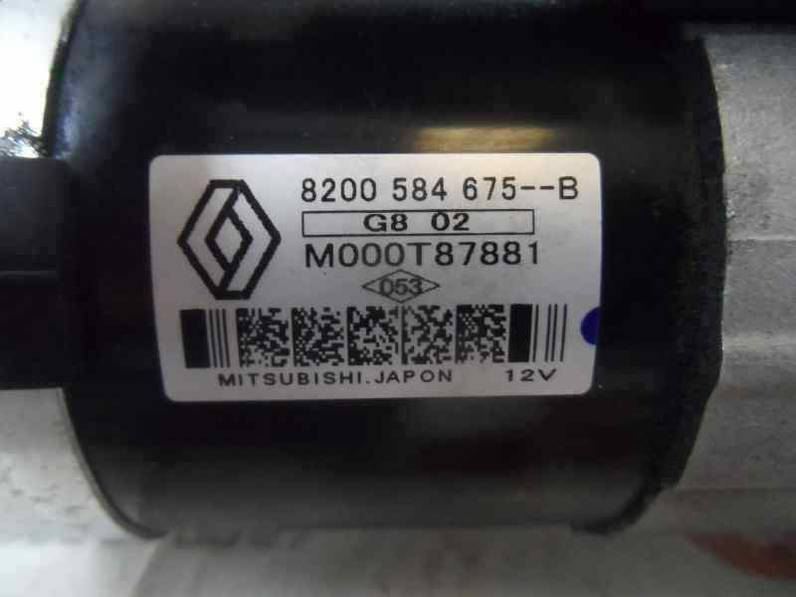 8200 584 675--B
G8 02
M000T87881
053
MITSUBISHI.JAPON 12V